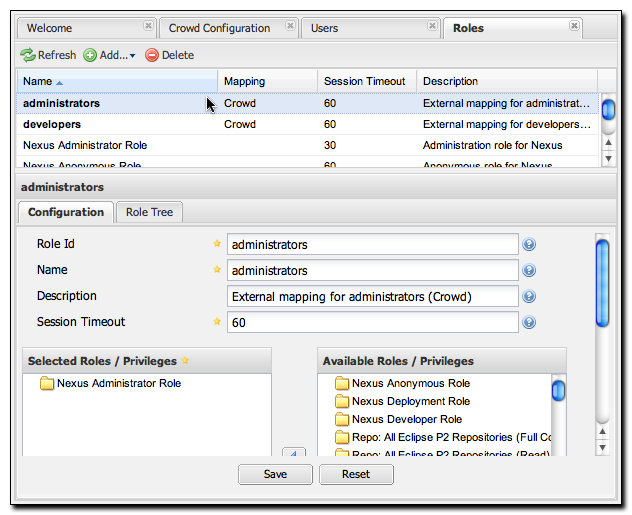 Welcome Crowd Configuration Users Roles
Refresh Add... Delete
Name Mapping Session Timeout Description
administrators Crowd 60 External mapping for administrat...
developers Crowd 60 External mapping for developers...
Nexus Administrator Role 30 Administration role for Nexus
Nexus Anonymous Role 60 Anonymous role for Nexus
administrators
Configuration Role Tree
Role Id administrators
Name administrators
Description External mapping for administrators (Crowd)
Session Timeout 60
Selected Roles / Privileges Available Roles / Privileges
Nexus Administrator Role Nexus Anonymous Role
Nexus Deployment Role
Nexus Developer Role
Repo: All Eclipse P2 Repositories (Full Co
Repo: All Eclipse P2 Repositories (Read)
Save Reset